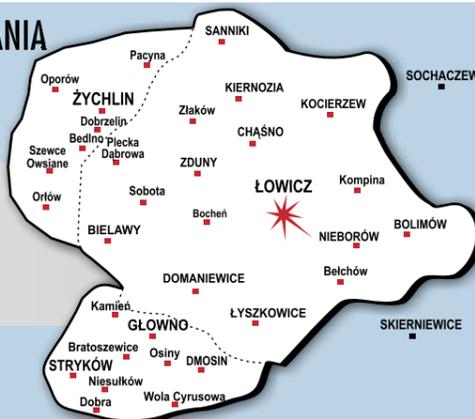 ANIA
SANNIKI
Pacyna
Oporów
SOCHACZEW
KIERNOZIA
ŻYCHLIN
KOCIERZEW
Złaków
Dobrzelin
CHĄŚNO
Bedlno
Plecka
Dąbrowa
Szewce
Owsiane
ZDUNY
ŁOWICZ
Kompina
Sobota
Orłów
Bocheń
BIELAWY
BOLIMÓW
NIEBORÓW
Bełchów
DOMANIEWICE
Kamień
ŁYSZKOWICE
GŁOWNO
SKIERNIEWICE
Bratoszewice
Osiny
DMOSIN
STRYKÓW
Niesułków
Dobra
Wola Cyrusowa